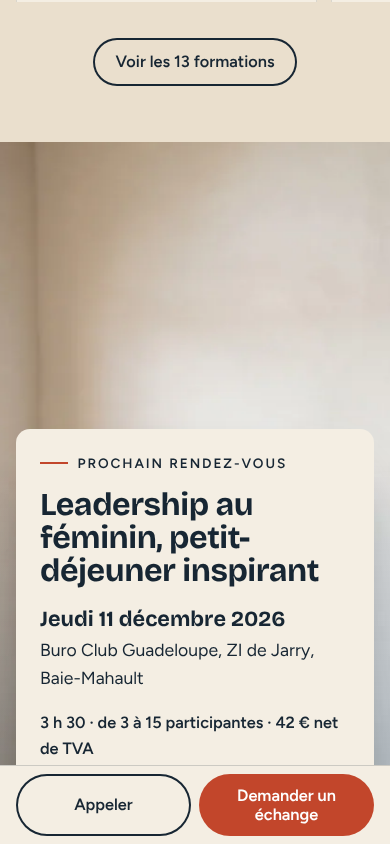 Voir les 13 formations
PROCHAIN RENDEZ-VOUS
Leadership au
féminin, petit-
déjeuner inspirant
Jeudi 11 décembre 2026
Buro Club Guadeloupe, ZI de Jarry,
Baie-Mahault
3 h 30 · de 3 à 15 participantes · 42 € net
de TVA
Appeler
Demander un
échange